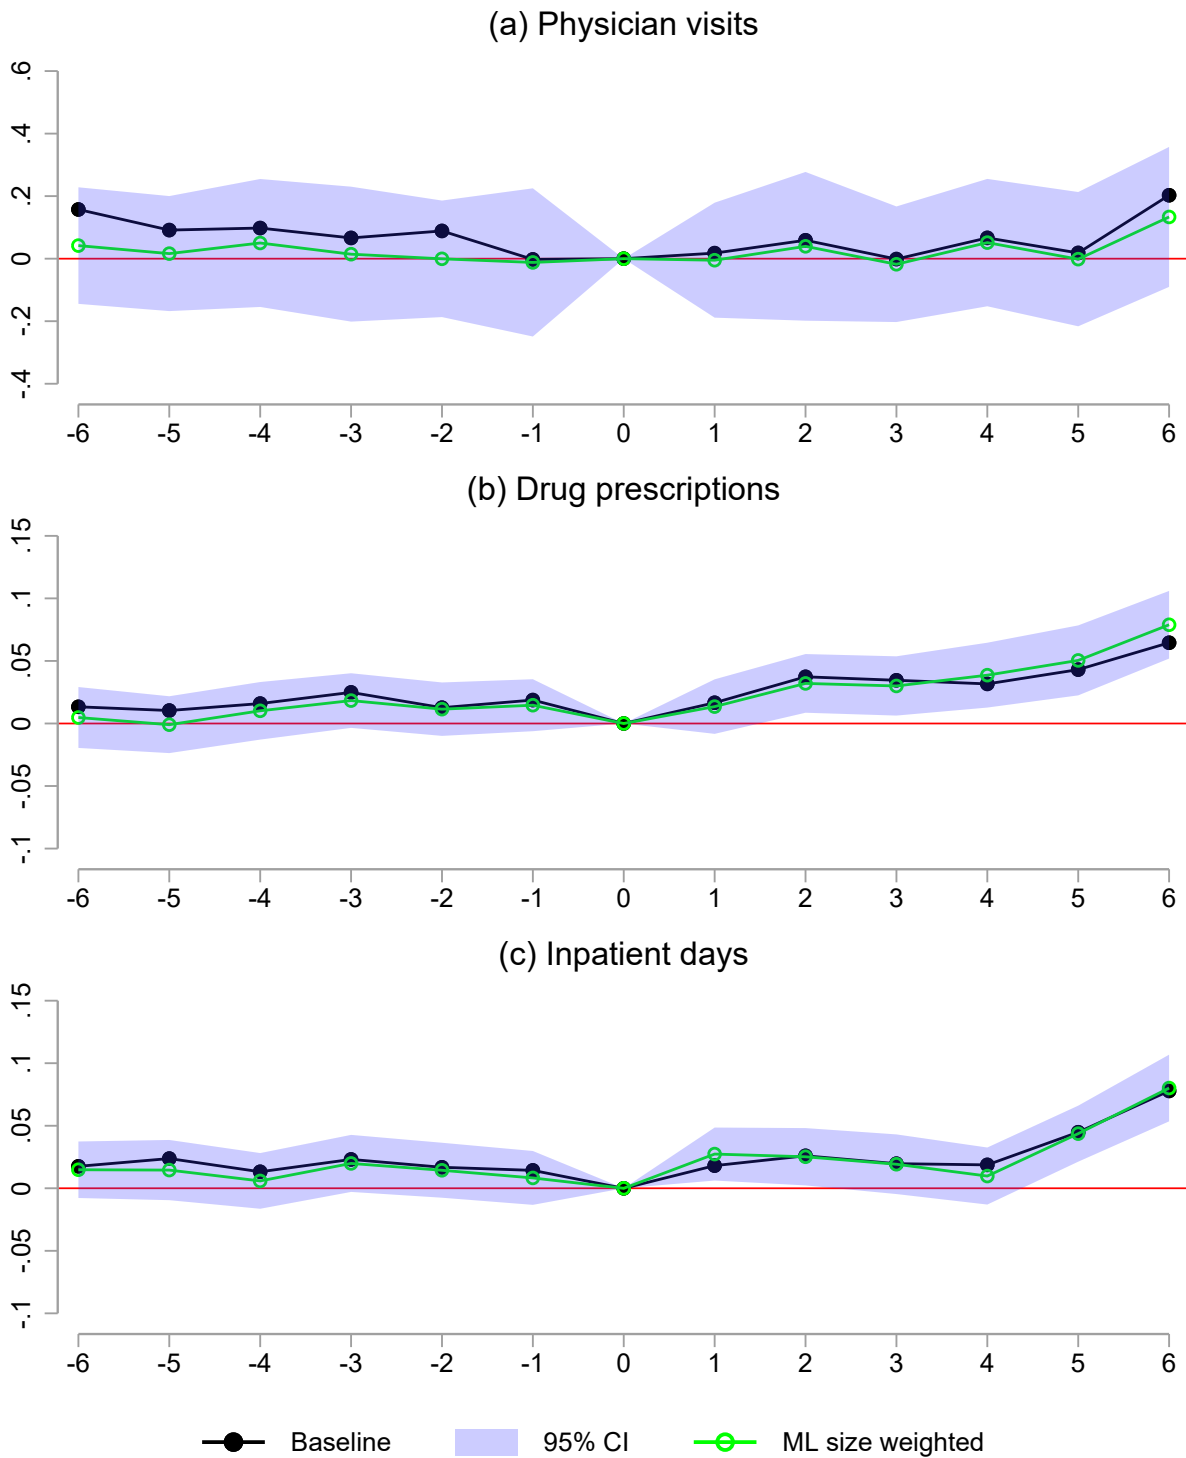 (a) Physician visits
.6
.4
.2
0
-.2
-.4
-6 -5 -4 -3 -2 -1 0 1 2 3 4 5 6
(b) Drug prescriptions
.15
.1
.05
0
-.05
-.1
-6 -5 -4 -3 -2 -1 0 1 2 3 4 5 6
(c) Inpatient days
.15
.1
.05
0
-.05
-.1
-6 -5 -4 -3 -2 -1 0 1 2 3 4 5 6
Baseline 95% CI ML size weighted